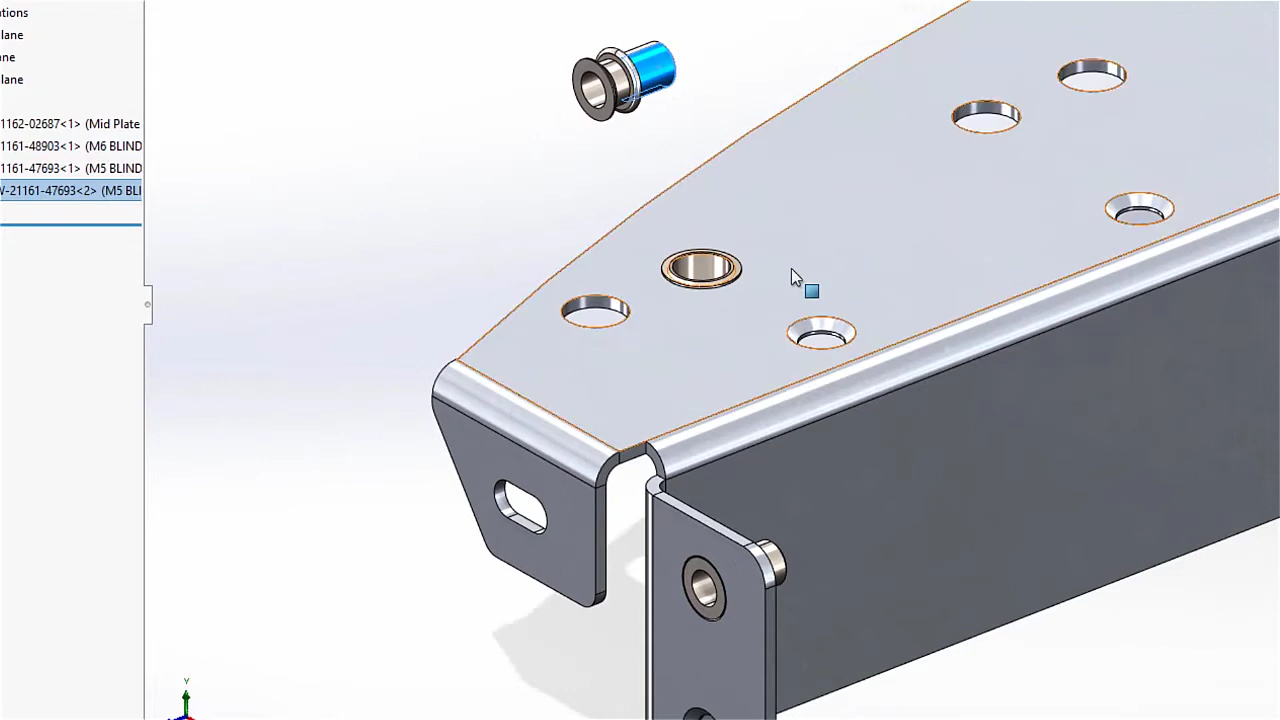 ations
lane
ne
lane
1162-02687<1> (Mid Plate
1161-48903<1> (M6 BLIND
1161-47693<1> (M5 BLIND
V-21161-47693<2> (M5 BLI
Y